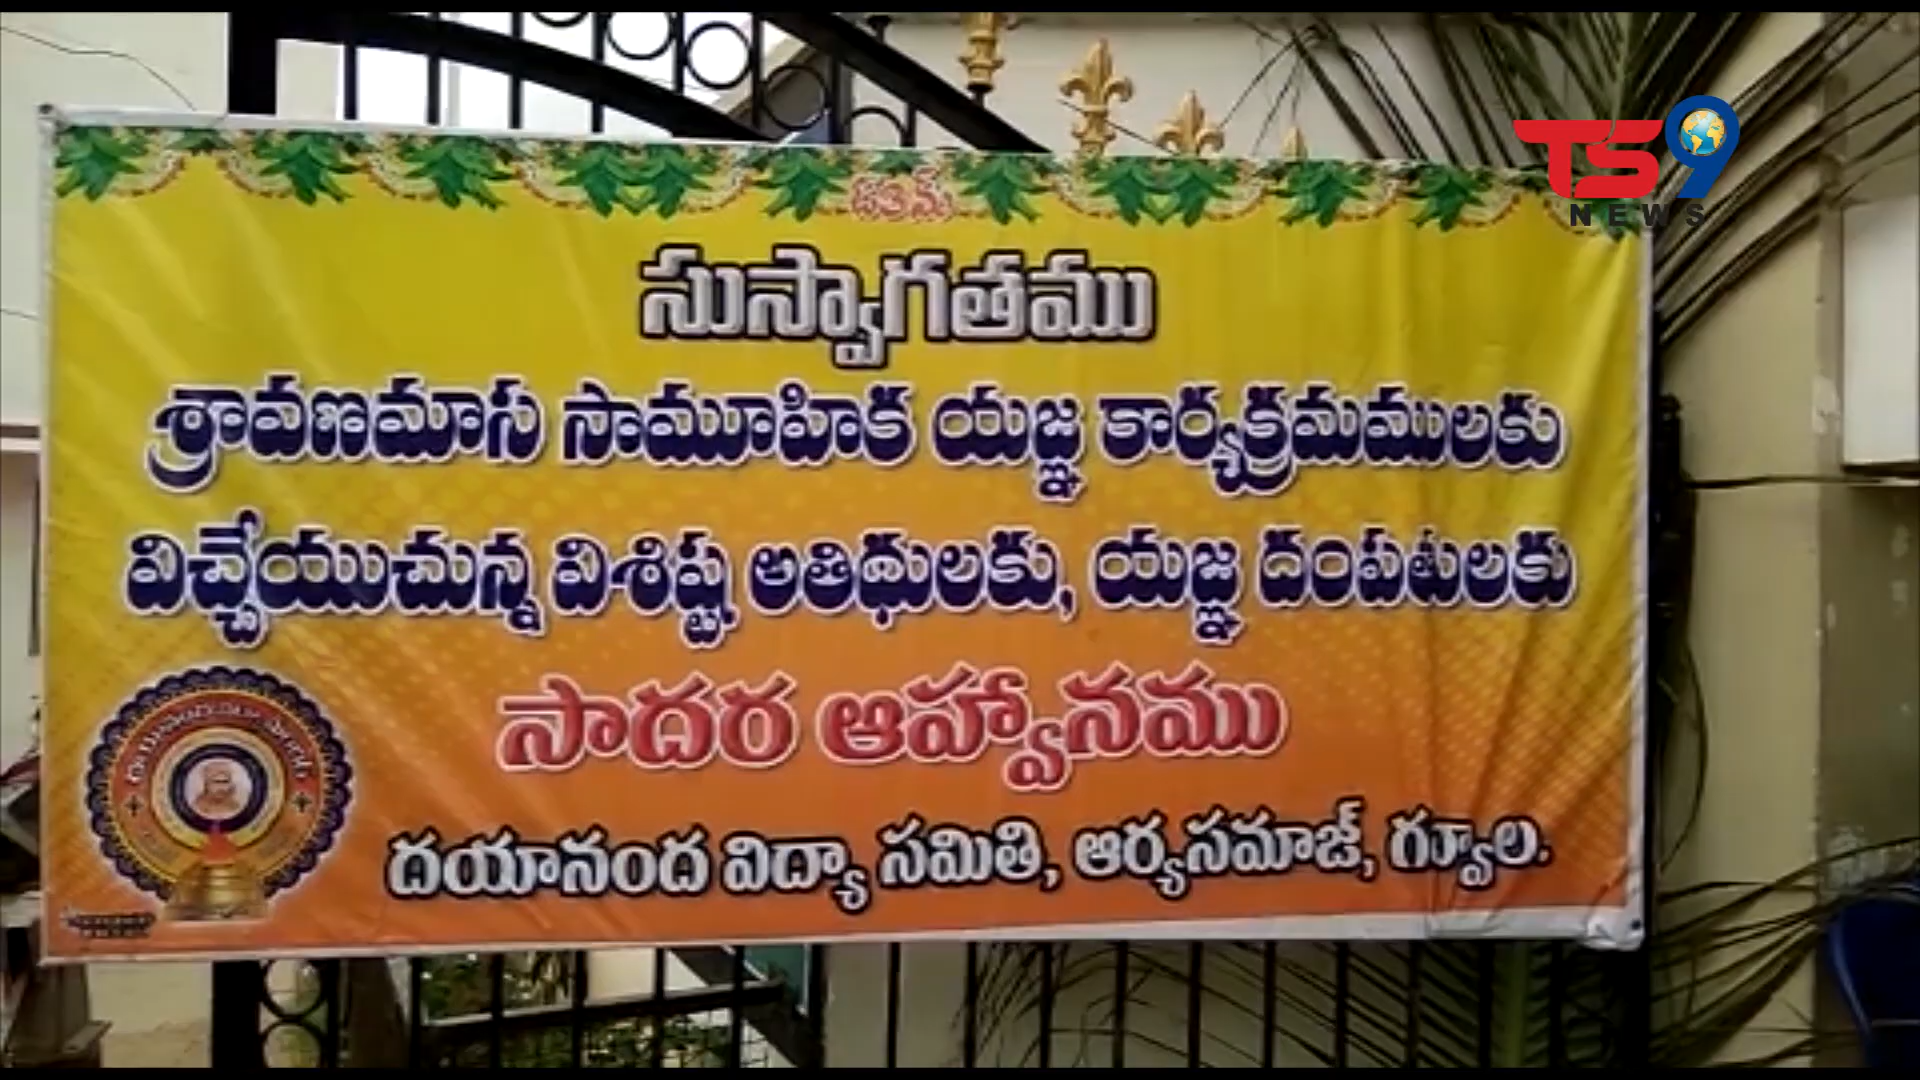 ఓ३మ్
TS9
NEWS
సుస్వాగతము
శ్రావణమాస సామూహిక యజ్ఞ కార్యక్రమములకు
విచ్చేయుచున్న విశిష్ట అతిథులకు, యజ్ఞ దంపతులకు
సాదర ఆహ్వానము
దయానంద విద్యా సమితి, ఆర్యసమాజ్, గ్వూల.